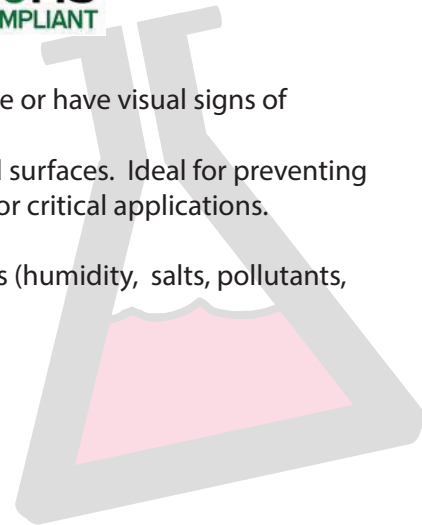 MPLIANT
e or have visual signs of
surfaces. Ideal for preventing
or critical applications.
s (humidity, salts, pollutants,